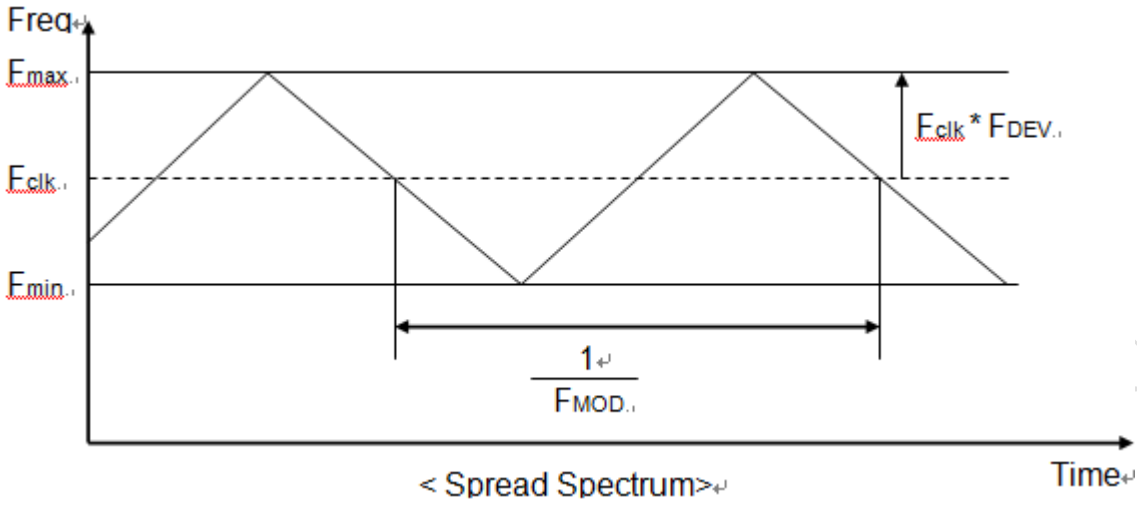 Freq↵
Fmax
Fclk * FDEV
Fclk
Fmin
1↵
FMOD
Time↵
< Spread Spectrum>↵